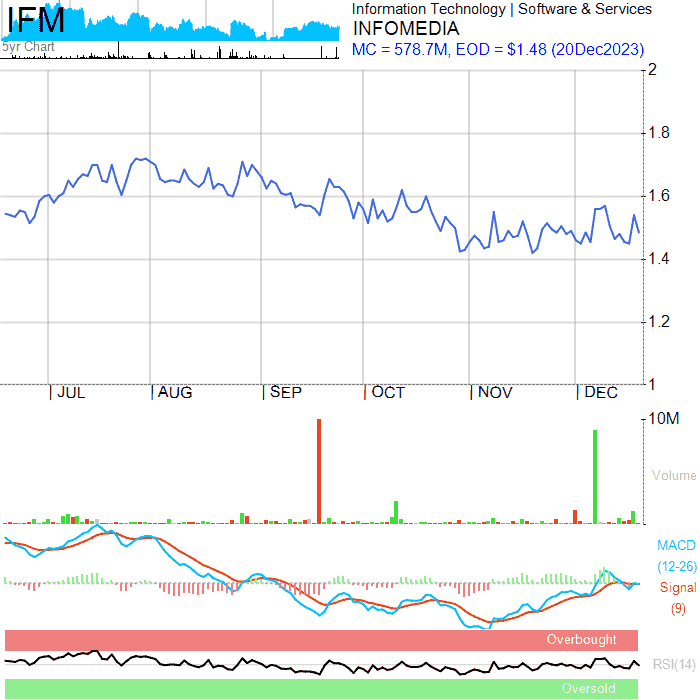 IFM
5yr Chart
Information Technology | Software & Services
INFOMEDIA
MC = 578.7M, EOD = $1.48 (20Dec2023)
2
1.8
1.6
1.4
1.2
1
| JUL | AUG | SEP | OCT | NOV | DEC
10M
Volume
MACD
(12-26)
Signal
(9)
Overbought
RSI(14)
Oversold